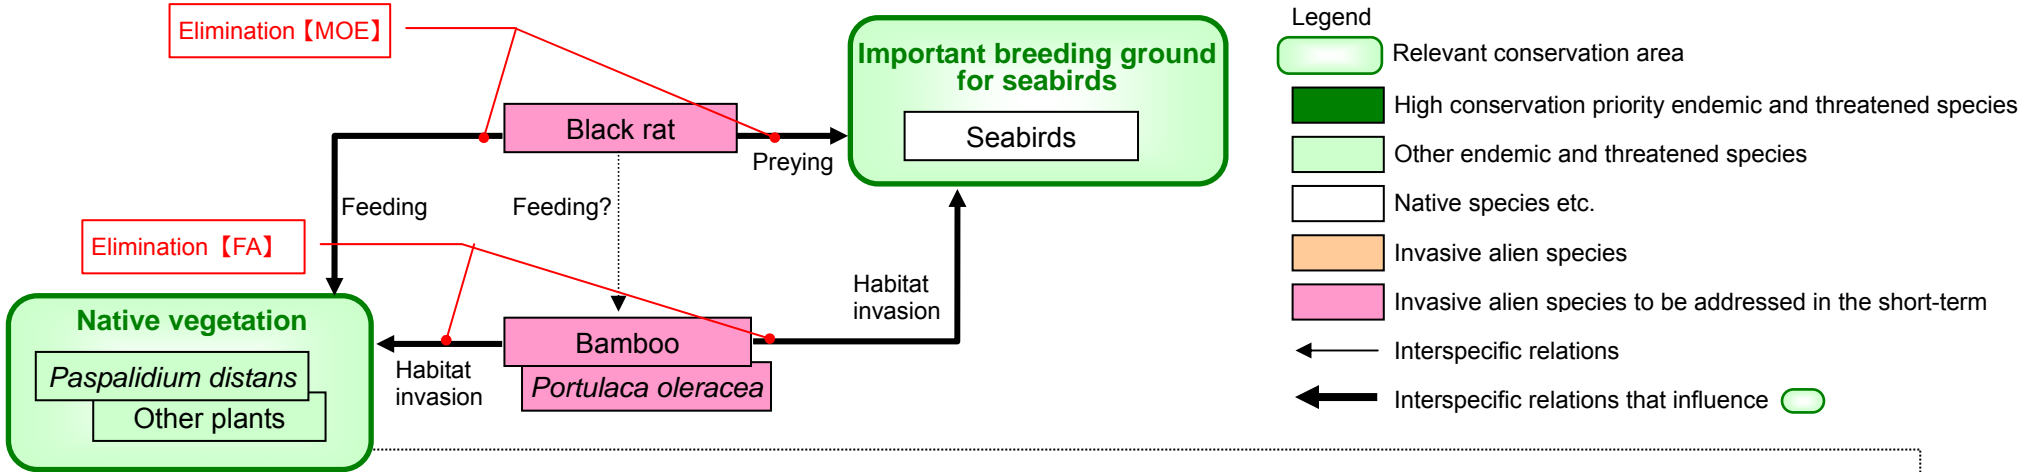 Elimination【MOE】
Important breeding ground
for seabirds
Seabirds
Black rat
Preying
Feeding
Feeding?
Elimination【FA】
Habitat
invasion
Native vegetation
Paspalidium distans
Other plants
Habitat
invasion
Bamboo
Portulaca oleracea
Legend
Relevant conservation area
High conservation priority endemic and threatened species
Other endemic and threatened species
Native species etc.
Invasive alien species
Invasive alien species to be addressed in the short-term
Interspecific relations
Interspecific relations that influence